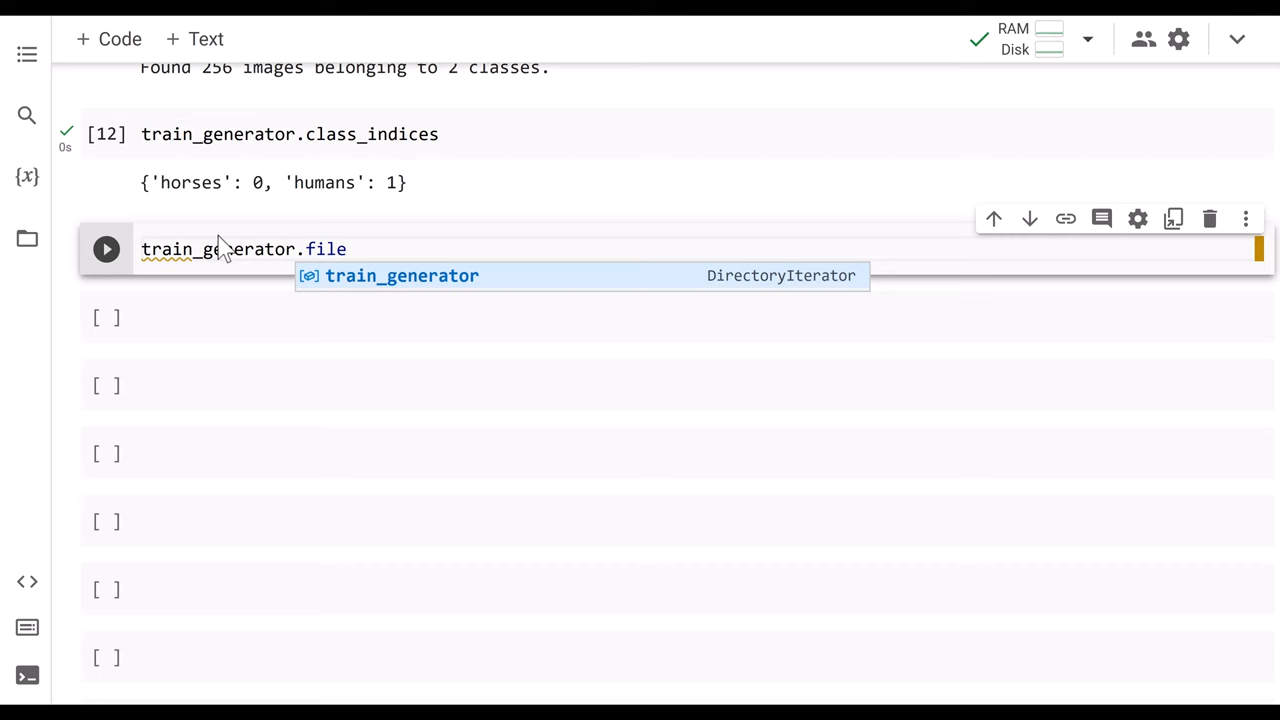 + Code + Text
RAM
Disk
Found 256 images belonging to 2 classes.
[12] train_generator.class_indices
0s
{'horses': 0, 'humans': 1}
{x}
train_generator.file
train_generator DirectoryIterator
[ ]
[ ]
[ ]
[ ]
[ ]
[ ]